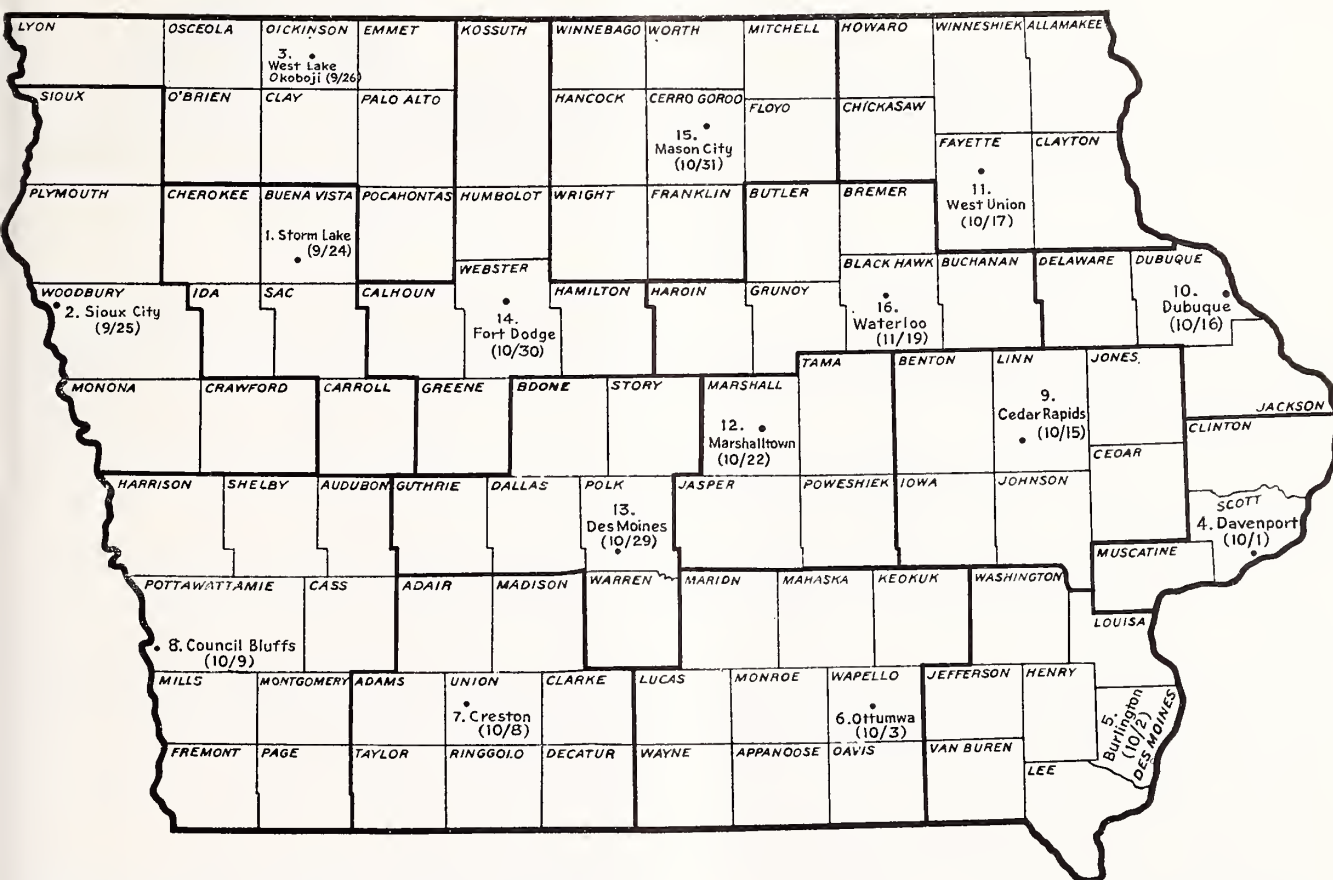 LYON
OSCEOLA
OICKINSON
EMMET
KOSSUTH
WINNEBAGO
WORTH
MITCHELL
HOWARO
WINNESHIEK
ALLAMAKEE
3.
West Lake
Okoboji (9/26)
SIOUX
O'BRIEN
CLAY
PALO ALTO
HANCOCK
CERRO GOROO
FLOYO
CHICKASAW
15.
Mason City
(10/31)
FAYETTE
CLAYTON
11.
West Union
(10/17)
PLYMOUTH
CHEROKEE
BUENA VISTA
POCAHONTAS
HUMBOLOT
WRIGHT
FRANKLIN
BUTLER
BREMER
1. Storm Lake
(9/24)
WEBSTER
BLACK HAWK
BUCHANAN
DELAWARE
DUBUQUE
WOODBURY
IDA
SAC
CALHOUN
HAMILTON
HAROIN
GRUNOY
2. Sioux City
(9/25)
14.
Fort Dodge
(10/30)
16.
Waterloo
(11/19)
10.
Dubuque
(10/16)
MONONA
CRAWFORD
CARROLL
GREENE
BDONE
STORY
MARSHALL
TAMA
BENTON
LINN
JONES
JACKSON
12.
Marshalltown
(10/22)
9.
Cedar Rapids
(10/15)
CLINTON
CEOAR
HARRISON
SHELBY
AUDUBON
GUTHRIE
DALLAS
POLK
JASPER
POWESHIEK
IOWA
JOHNSON
SCOTT
13.
Des Moines
(10/29)
4. Davenport
(10/1)
MUSCATINE
POTTAWATTAMIE
CASS
ADAIR
MADISON
WARREN
MARIDN
MAHASKA
KEOKUK
WASHINGTON
LOUISA
8. Council Bluffs
(10/9)
MILLS
MONTGOMERY
ADAMS
UNION
CLARKE
LUCAS
MONROE
WAPELLO
JEFFERSON
HENRY
7. Creston
(10/8)
6. Ottumwa
(10/3)
5.
Burlington
(10/2)
DES MOINES
FREMONT
PAGE
TAYLOR
RINGGOLO
DECATUR
WAYNE
APPANOOSE
OAVIS
VAN BUREN
LEE